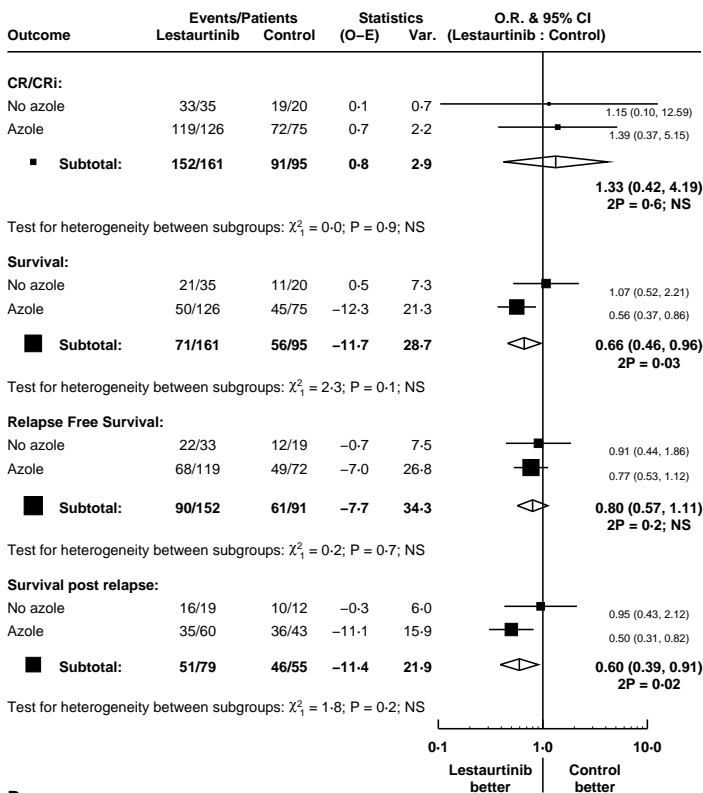 Events/Patients Statistics O.R. & 95% CI
Outcome Lestaurtinib Control (O−E) Var. (Lestaurtinib : Control)
CR/CRi:
No azole 33/35 19/20 0·1 0·7 1.15 (0.10, 12.59)
Azole 119/126 72/75 0·7 2·2 1.39 (0.37, 5.15)
Subtotal: 152/161 91/95 0·8 2·9 1.33 (0.42, 4.19)
2P = 0·6; NS
Test for heterogeneity between subgroups: χ²₁ = 0·0; P = 0·9; NS
Survival:
No azole 21/35 11/20 0·5 7·3 1.07 (0.52, 2.21)
Azole 50/126 45/75 −12·3 21·3 0.56 (0.37, 0.86)
Subtotal: 71/161 56/95 −11·7 28·7 0.66 (0.46, 0.96)
2P = 0·03
Test for heterogeneity between subgroups: χ²₁ = 2·3; P = 0·1; NS
Relapse Free Survival:
No azole 22/33 12/19 −0·7 7·5 0.91 (0.44, 1.86)
Azole 68/119 49/72 −7·0 26·8 0.77 (0.53, 1.12)
Subtotal: 90/152 61/91 −7·7 34·3 0.80 (0.57, 1.11)
2P = 0·2; NS
Test for heterogeneity between subgroups: χ²₁ = 0·2; P = 0·7; NS
Survival post relapse:
No azole 16/19 10/12 −0·3 6·0 0.95 (0.43, 2.12)
Azole 35/60 36/43 −11·1 15·9 0.50 (0.31, 0.82)
Subtotal: 51/79 46/55 −11·4 21·9 0.60 (0.39, 0.91)
2P = 0·02
Test for heterogeneity between subgroups: χ²₁ = 1·8; P = 0·2; NS
0·1 1·0 10·0
Lestaurtinib Control
better better